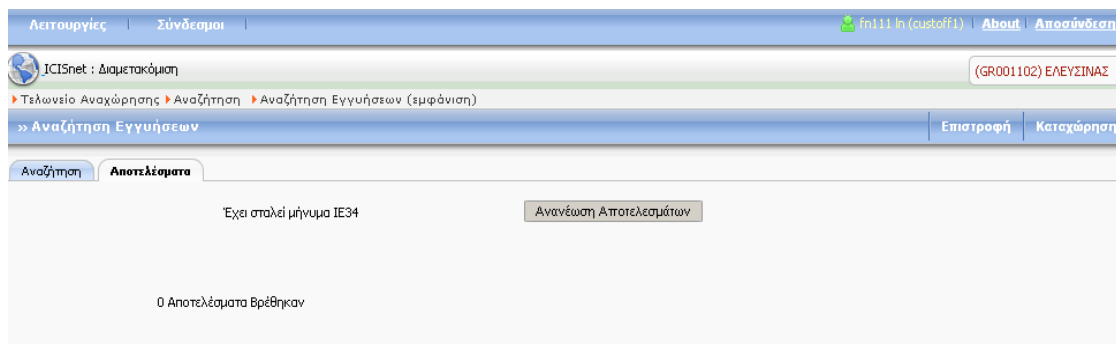 Λειτουργίες | Σύνδεσμοι | fn111 ln (custoff1) | About | Αποσύνδεση
ICISnet : Διαμετακόμιση (GR001102) ΕΛΕΥΣΙΝΑΣ
Τελωνείο Αναχώρησης Αναζήτηση Αναζήτηση Εγγυήσεων (εμφάνιση)
» Αναζήτηση Εγγυήσεων Επιστροφή Καταχώρηση
Αναζήτηση Αποτελέσματα
Έχει σταλεί μήνυμα IE34 Ανανέωση Αποτελεσμάτων
0 Αποτελέσματα Βρέθηκαν